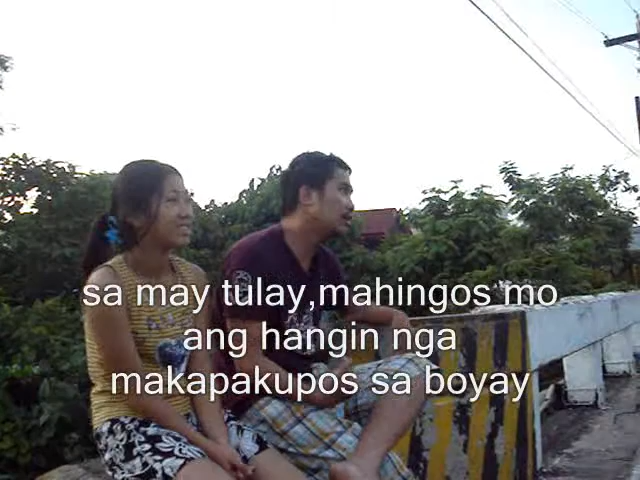 sa may tulay,mahingos mo
ang hangin nga
makapakupos sa boyay